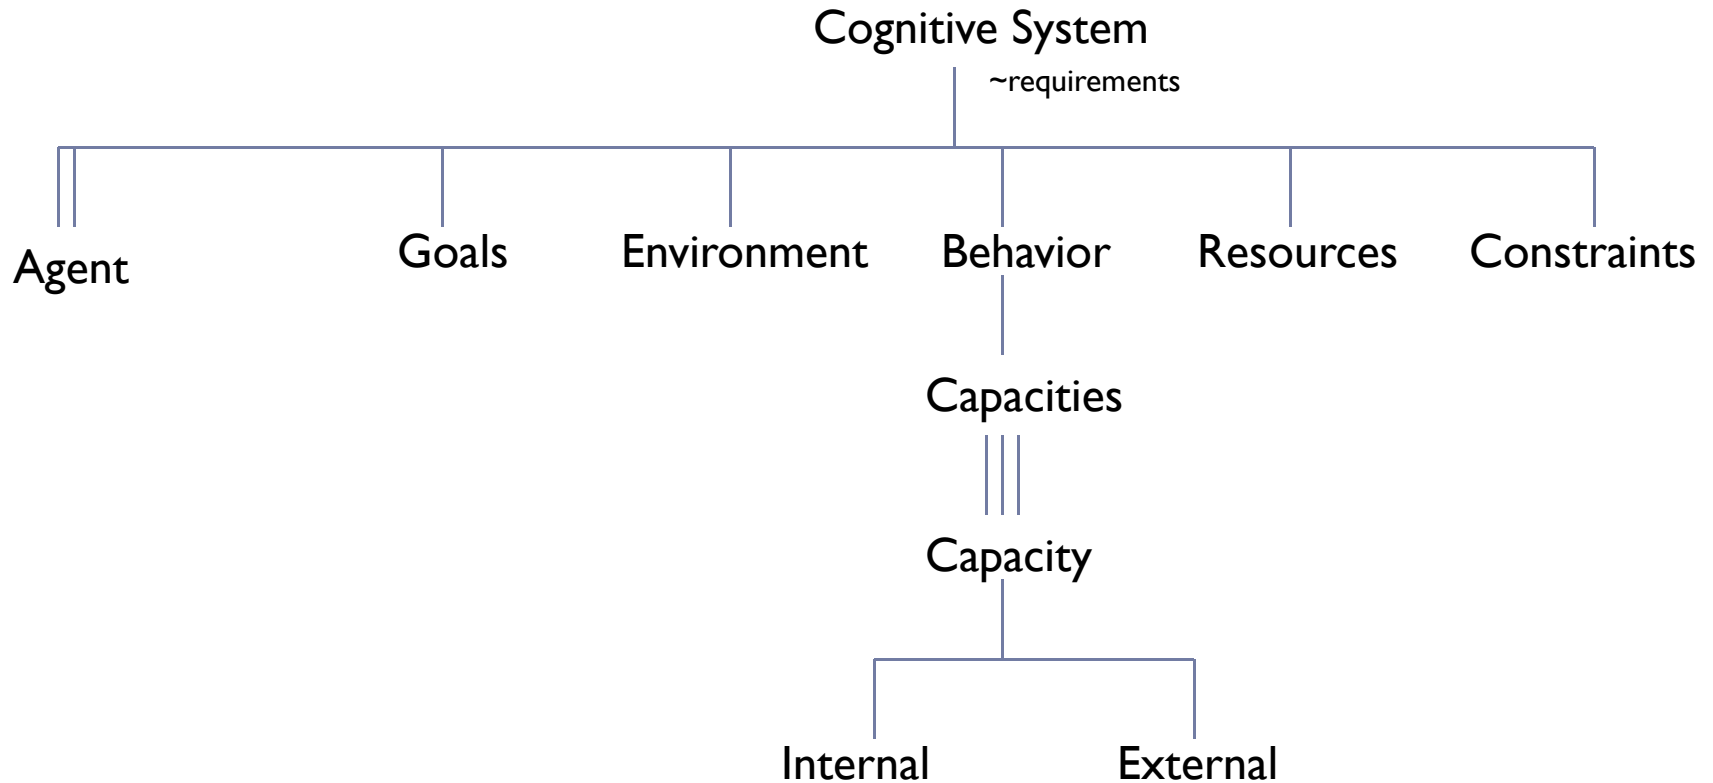 Cognitive System
~requirements
Agent
Goals
Environment
Behavior
Resources
Constraints
Capacities
Capacity
Internal
External